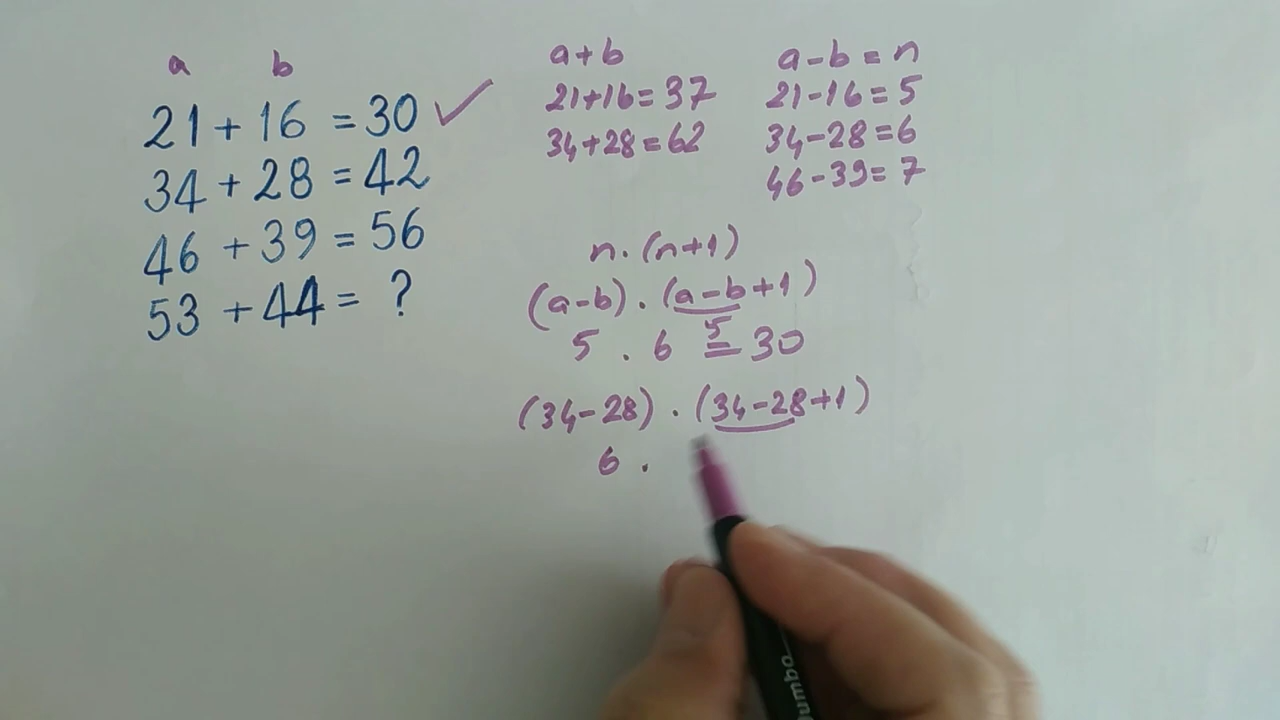 a b
21 + 16 = 30 ✓
34 + 28 = 42
46 + 39 = 56
53 + 44 = ?
a + b
21+16 = 37
34+28 = 62
a - b = n
21-16 = 5
34-28 = 6
46-39 = 7
n . (n+1)
(a-b) . (a-b+1)
5
5 . 6 = 30
(34-28) . (34-28+1)
6 .
umbo